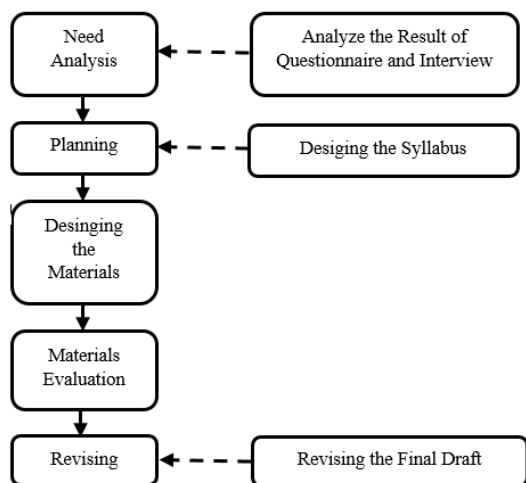 Need
Analysis
Analyze the Result of
Questionnaire and Interview
Planning
Desiging the Syllabus
Desinging
the
Materials
Materials
Evaluation
Revising
Revising the Final Draft